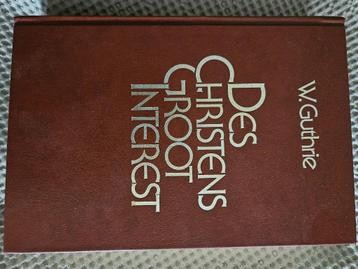 W. Guthrie
DES
CHRISTENS
GROOT
INTEREST